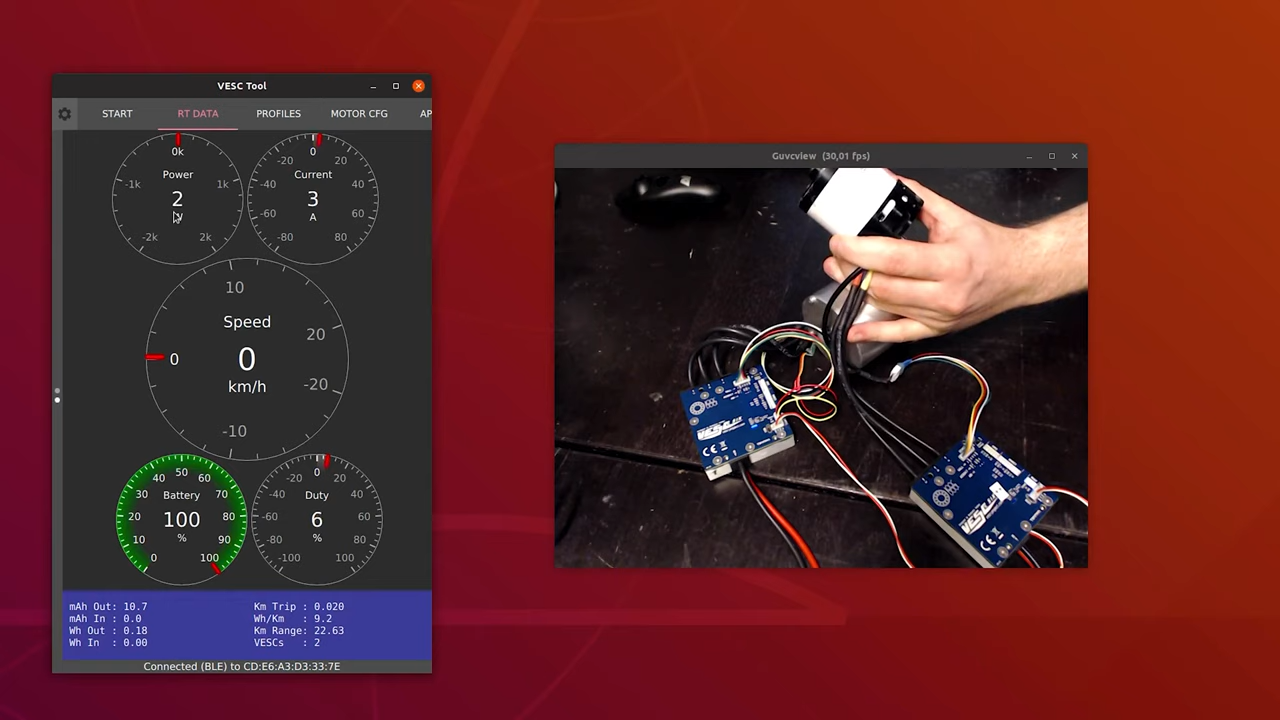 VESC Tool
START RT DATA PROFILES MOTOR CFG AP
0k
-1k 1k
-2k 2k
Power
2
0
-20 20
-40 40
-60 60
-80 80
Current
3
A
10
20
0
-20
-10
Speed
0
km/h
50
40 60
30 70
20 80
10 90
0 100
Battery
100
%
0
-20 20
-40 40
-60 60
-80 80
-100 100
Duty
6
%
mAh Out: 10.7
mAh In : 0.0
Wh Out : 0.18
Wh In  : 0.00
Km Trip : 0.020
Wh/Km   : 9.2
Km Range: 22.63
VESCs   : 2
Connected (BLE) to CD:E6:A3:D3:33:7E
Guvcview (30,01 fps)
VESC
CE
VESC
CE